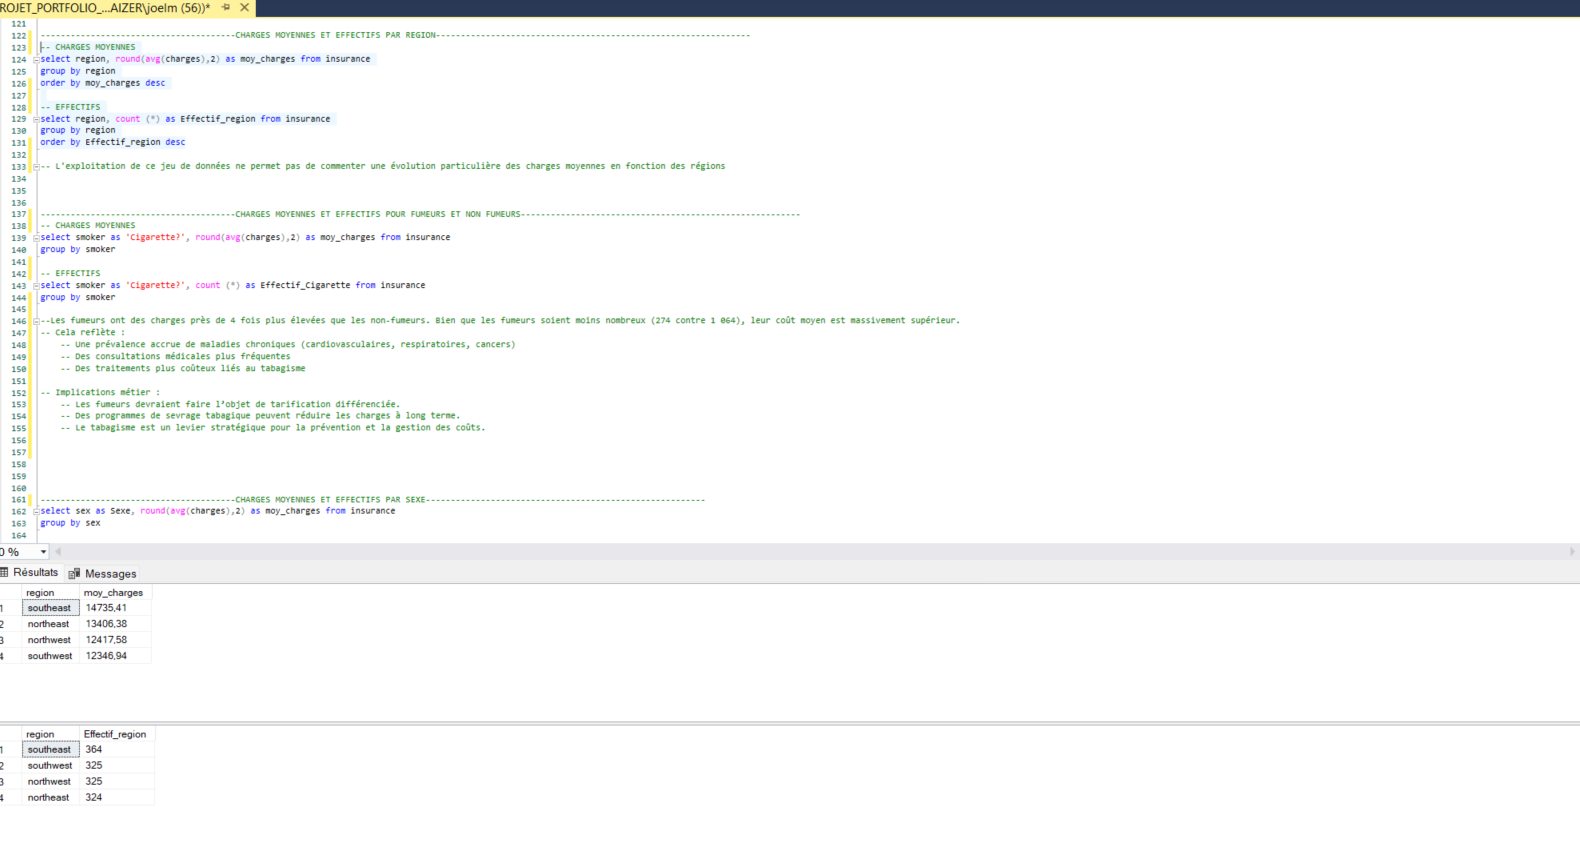 ROJET_PORTFOLIO_...AIZER\joelm (56))*
121
122 ---------------------------------------CHARGES MOYENNES ET EFFECTIFS PAR REGION---------------------------------------------------------------
123 -- CHARGES MOYENNES
124 select region, round(avg(charges),2) as moy_charges from insurance
125 group by region
126 order by moy_charges desc
127
128 -- EFFECTIFS
129 select region, count (*) as Effectif_region from insurance
130 group by region
131 order by Effectif_region desc
132
133 -- L'exploitation de ce jeu de données ne permet pas de commenter une évolution particulière des charges moyennes en fonction des régions
134
135
136
137 ---------------------------------------CHARGES MOYENNES ET EFFECTIFS POUR FUMEURS ET NON FUMEURS--------------------------------------------------------
138 -- CHARGES MOYENNES
139 select smoker as 'Cigarette?', round(avg(charges),2) as moy_charges from insurance
140 group by smoker
141
142 -- EFFECTIFS
143 select smoker as 'Cigarette?', count (*) as Effectif_Cigarette from insurance
144 group by smoker
145
146 --Les fumeurs ont des charges près de 4 fois plus élevées que les non-fumeurs. Bien que les fumeurs soient moins nombreux (274 contre 1 064), leur coût moyen est massivement supérieur.
147 -- Cela reflète :
148 -- Une prévalence accrue de maladies chroniques (cardiovasculaires, respiratoires, cancers)
149 -- Des consultations médicales plus fréquentes
150 -- Des traitements plus coûteux liés au tabagisme
151
152 -- Implications métier :
153 -- Les fumeurs devraient faire l'objet de tarification différenciée.
154 -- Des programmes de sevrage tabagique peuvent réduire les charges à long terme.
155 -- Le tabagisme est un levier stratégique pour la prévention et la gestion des coûts.
156
157
158
159
160
161 ---------------------------------------CHARGES MOYENNES ET EFFECTIFS PAR SEXE--------------------------------------------------------
162 select sex as Sexe, round(avg(charges),2) as moy_charges from insurance
163 group by sex
164
0 %
Résultats Messages
region moy_charges
1 southeast 14735,41
2 northeast 13406,38
3 northwest 12417,58
4 southwest 12346,94
region Effectif_region
1 southeast 364
2 southwest 325
3 northwest 325
4 northeast 324